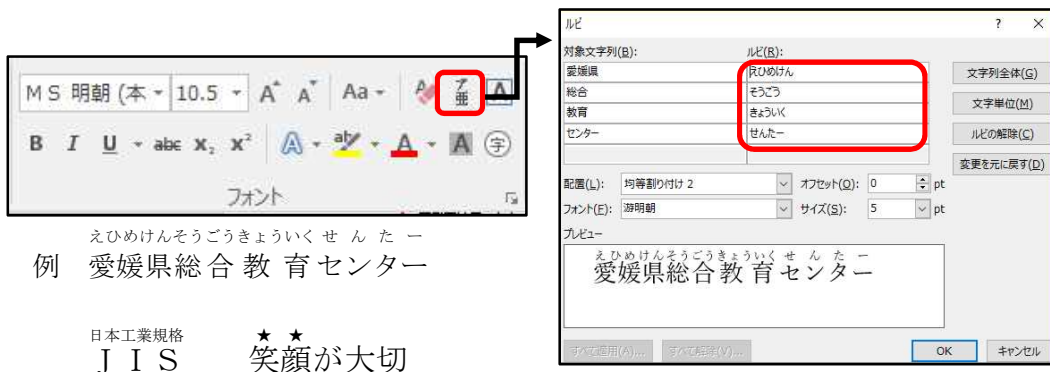 MS 明朝 (本 10.5 A A Aa ア亜 A
B I U abc x₂ x² A aby A A 字
フォント
えひめけんそうごうきょういくせんたー
例 愛媛県総合教育センター
日本工業規格 ★★
JIS 笑顔が大切
ルビ ? ×
対象文字列(B): ルビ(R):
愛媛県 えひめけん 文字列全体(G)
総合 そうごう
教育 きょういく 文字単位(M)
センター せんたー ルビの解除(C)
変更を元に戻す(D)
配置(L): 均等割り付け 2 オフセット(O): 0 pt
フォント(F): 游明朝 サイズ(S): 5 pt
プレビュー
えひめけんそうごうきょういくせんたー
愛媛県総合教育センター
すべて適用(A)... すべて解除(V)... OK キャンセル